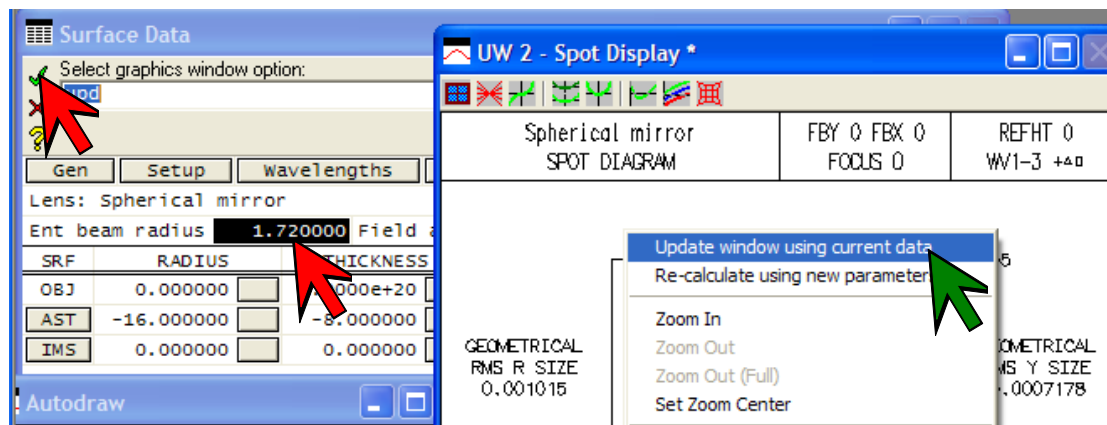 Surface Data
Select graphics window option:
upd
Gen Setup Wavelengths
Lens: Spherical mirror
Ent beam radius 1.720000 Field
SRF RADIUS THICKNESS
OBJ 0.000000 000e+20
AST -16.000000 -8.000000
IMS 0.000000 0.000000
Autodraw
UW 2 - Spot Display *
Spherical mirror
SPOT DIAGRAM
FBY 0 FBX 0
FOCUS 0
REFHT 0
WV1-3
Update window using current data
Re-calculate using new parameter
Zoom In
Zoom Out
Zoom Out (Full)
Set Zoom Center
GEOMETRICAL
RMS R SIZE
0.001015
OMETRICAL
MS Y SIZE
.0007178